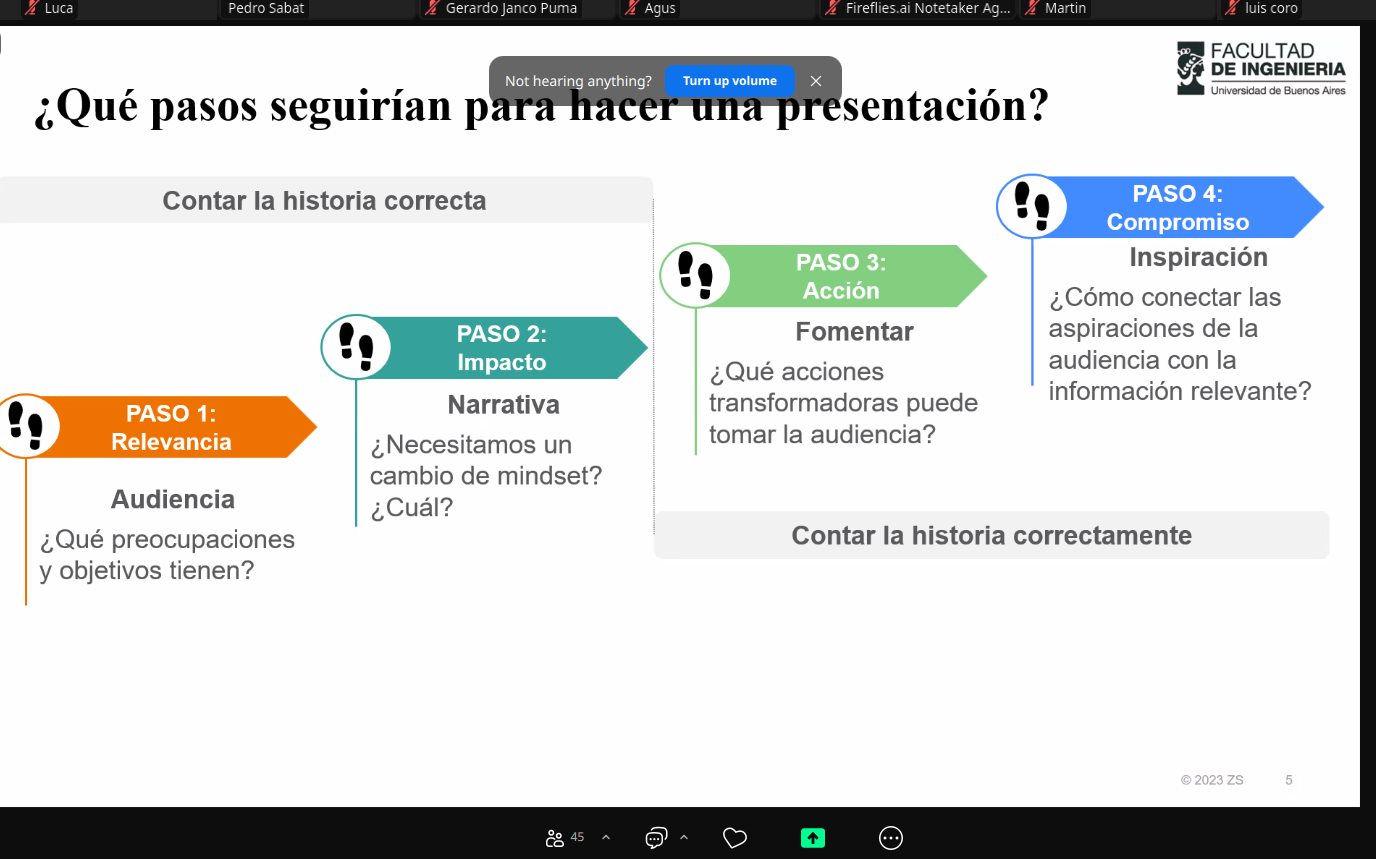 Luca
Pedro Sabat
Gerardo Janco Puma
Agus
Fireflies.ai Notetaker Ag...
Martin
luis coro
Not hearing anything?
Turn up volume
FACULTAD
DE INGENIERIA
Universidad de Buenos Aires
¿Qué pasos seguirían para hacer una presentación?
Contar la historia correcta
PASO 1:
Relevancia
Audiencia
¿Qué preocupaciones
y objetivos tienen?
PASO 2:
Impacto
Narrativa
¿Necesitamos un
cambio de mindset?
¿Cuál?
PASO 3:
Acción
Fomentar
¿Qué acciones
transformadoras puede
tomar la audiencia?
PASO 4:
Compromiso
Inspiración
¿Cómo conectar las
aspiraciones de la
audiencia con la
información relevante?
Contar la historia correctamente
© 2023 ZS
5
45